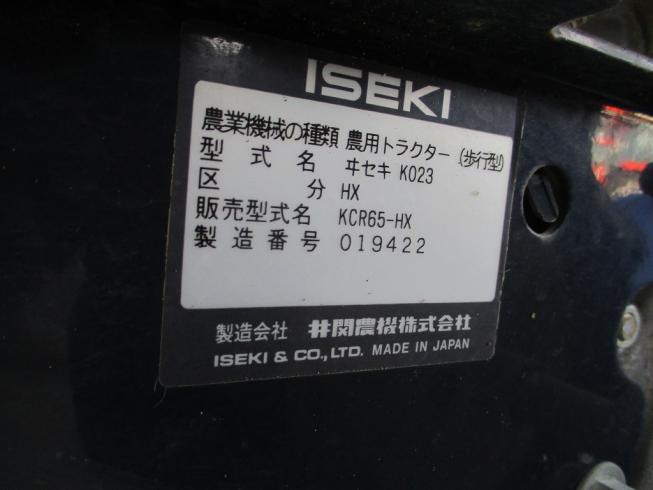 ISEKI
農業機械の種類 農用トラクター (歩行型)
型式名 ヰセキ KO23
区分 HX
販売型式名 KCR65-HX
製造番号 019422
製造会社 井関農機株式会社
ISEKI & CO., LTD. MADE IN JAPAN